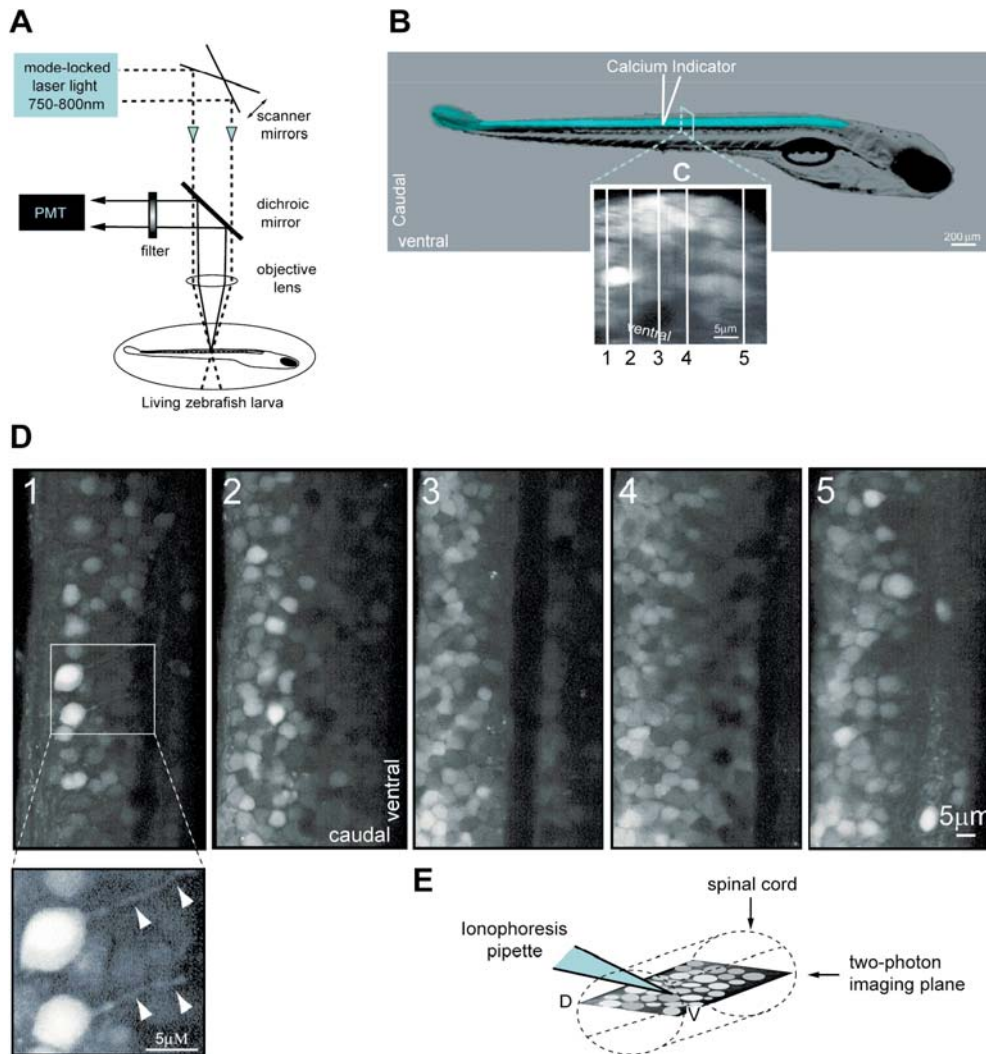 A
mode-locked
laser light
750-800nm
scanner
mirrors
PMT
filter
dichroic
mirror
objective
lens
Living zebrafish larva
B
Calcium Indicator
Caudal
ventral
200 μm
C
ventral
5μm
1 2 3 4 5
D
1
2
caudal
ventral
3
4
5
5μm
5μM
E
spinal cord
Ionophoresis
pipette
two-photon
imaging plane
D
V